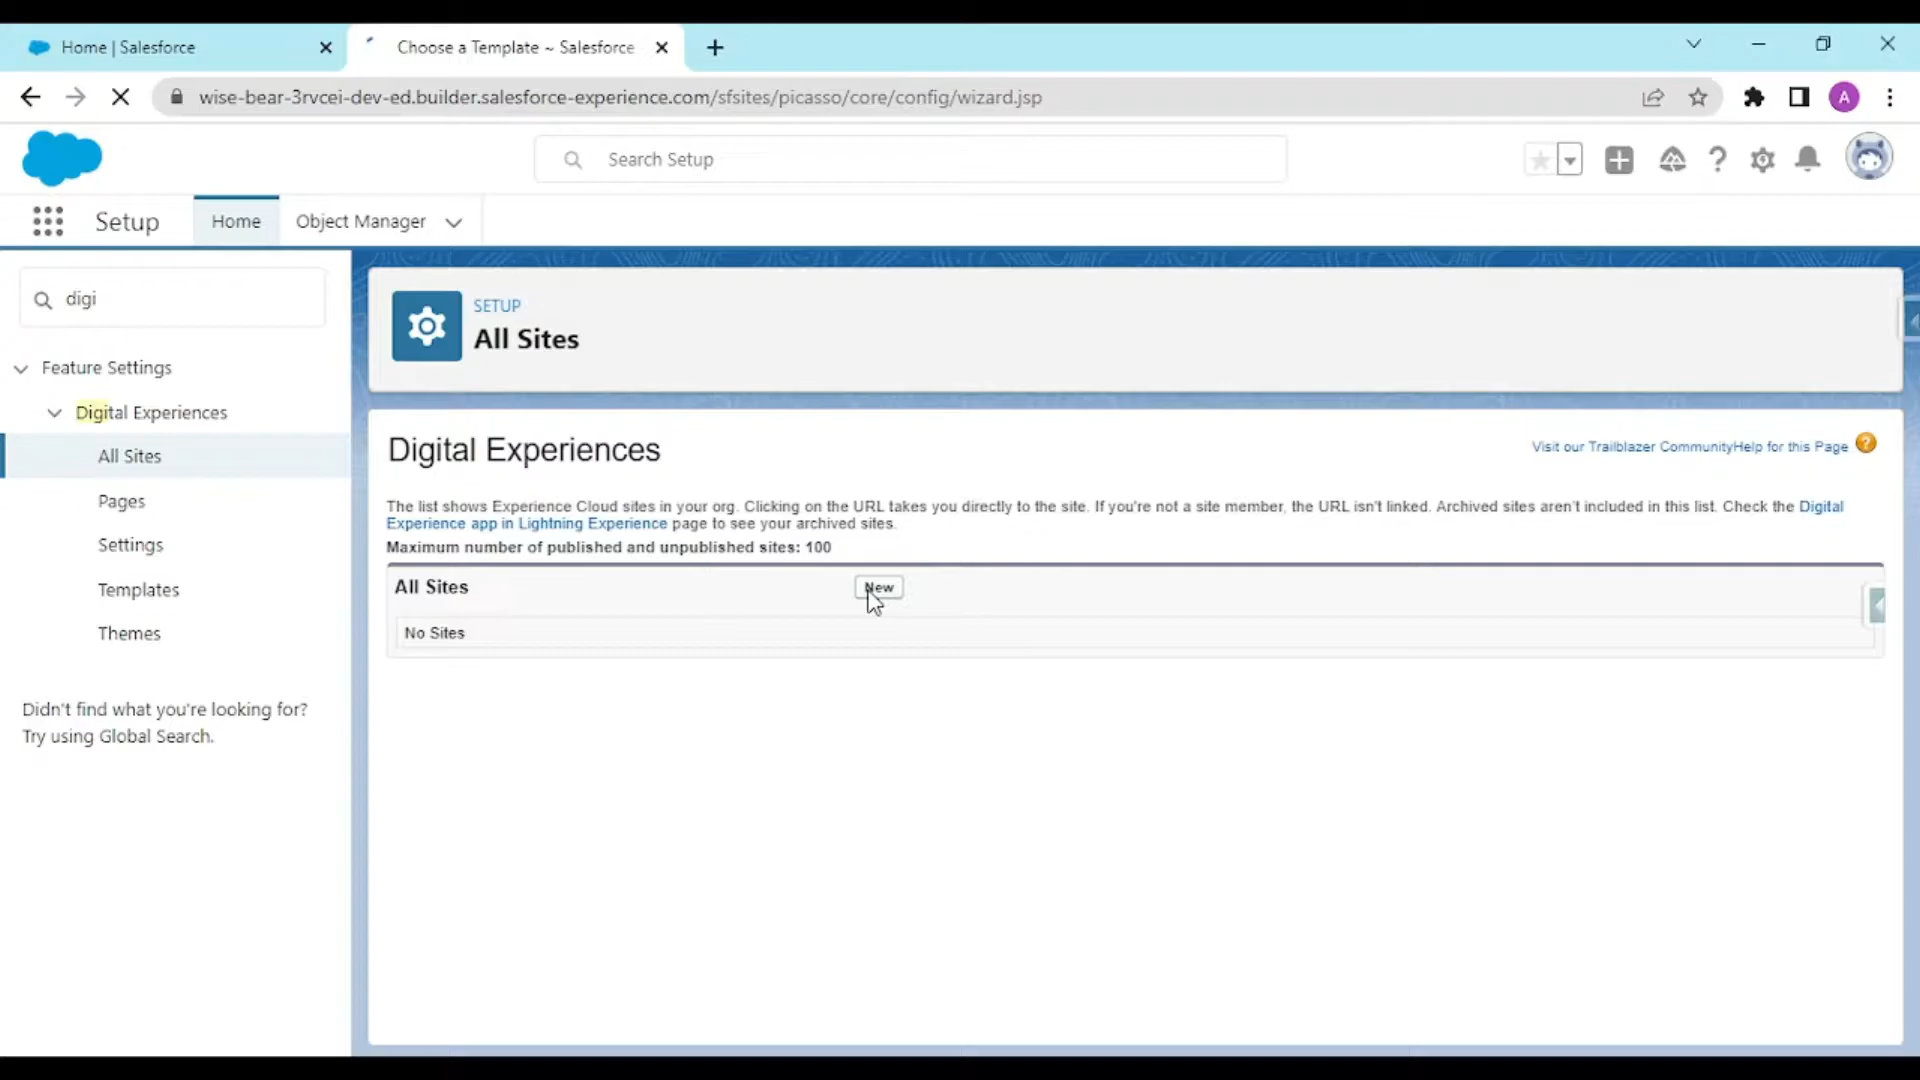 Home | Salesforce
Choose a Template ~ Salesforce
wise-bear-3rvcei-dev-ed.builder.salesforce-experience.com/sfsites/picasso/core/config/wizard.jsp
A
Search Setup
Setup
Home
Object Manager
digi
Feature Settings
Digital Experiences
All Sites
Pages
Settings
Templates
Themes
Didn't find what you're looking for?
Try using Global Search.
SETUP
All Sites
Digital Experiences
Visit our Trailblazer CommunityHelp for this Page ?
The list shows Experience Cloud sites in your org. Clicking on the URL takes you directly to the site. If you're not a site member, the URL isn't linked. Archived sites aren't included in this list. Check the Digital
Experience app in Lightning Experience page to see your archived sites.
Maximum number of published and unpublished sites: 100
All Sites
New
No Sites